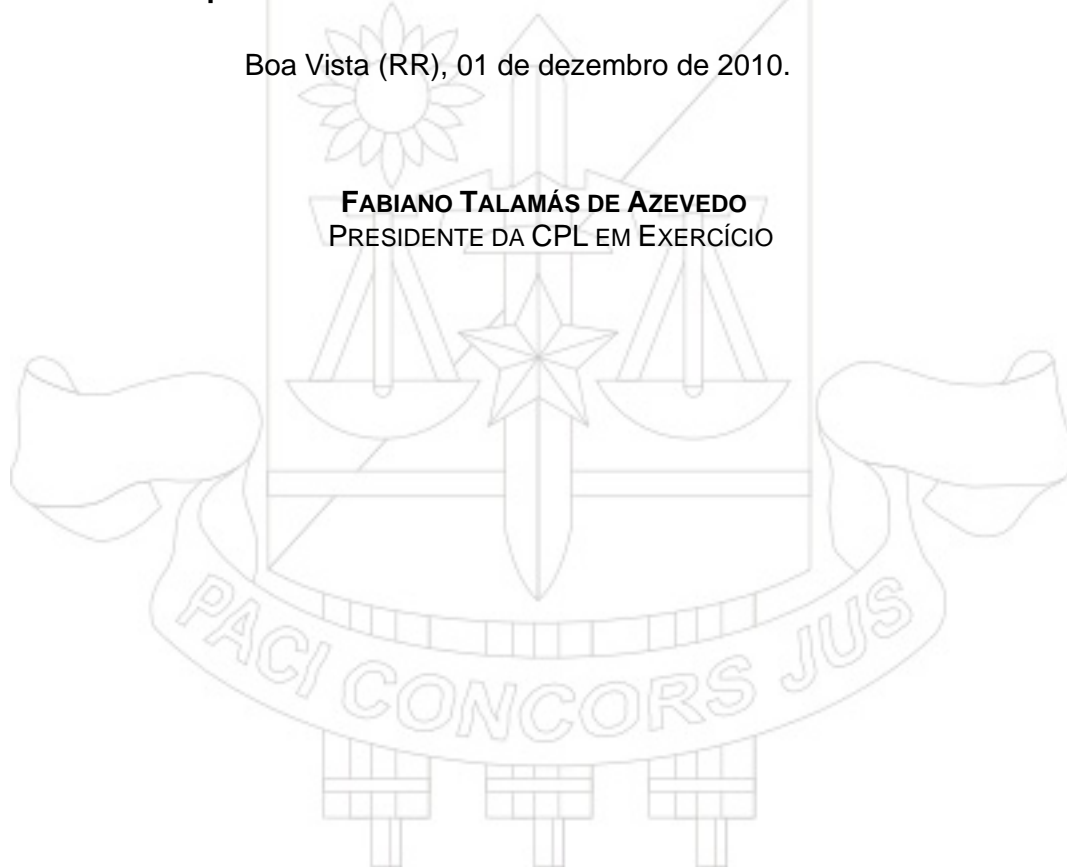 Boa Vista (RR), 01 de dezembro de 2010.
FABIANO TALAMÁS DE AZEVEDO
PRESIDENTE DA CPL EM EXERCÍCIO
PACI CONCORS JUS